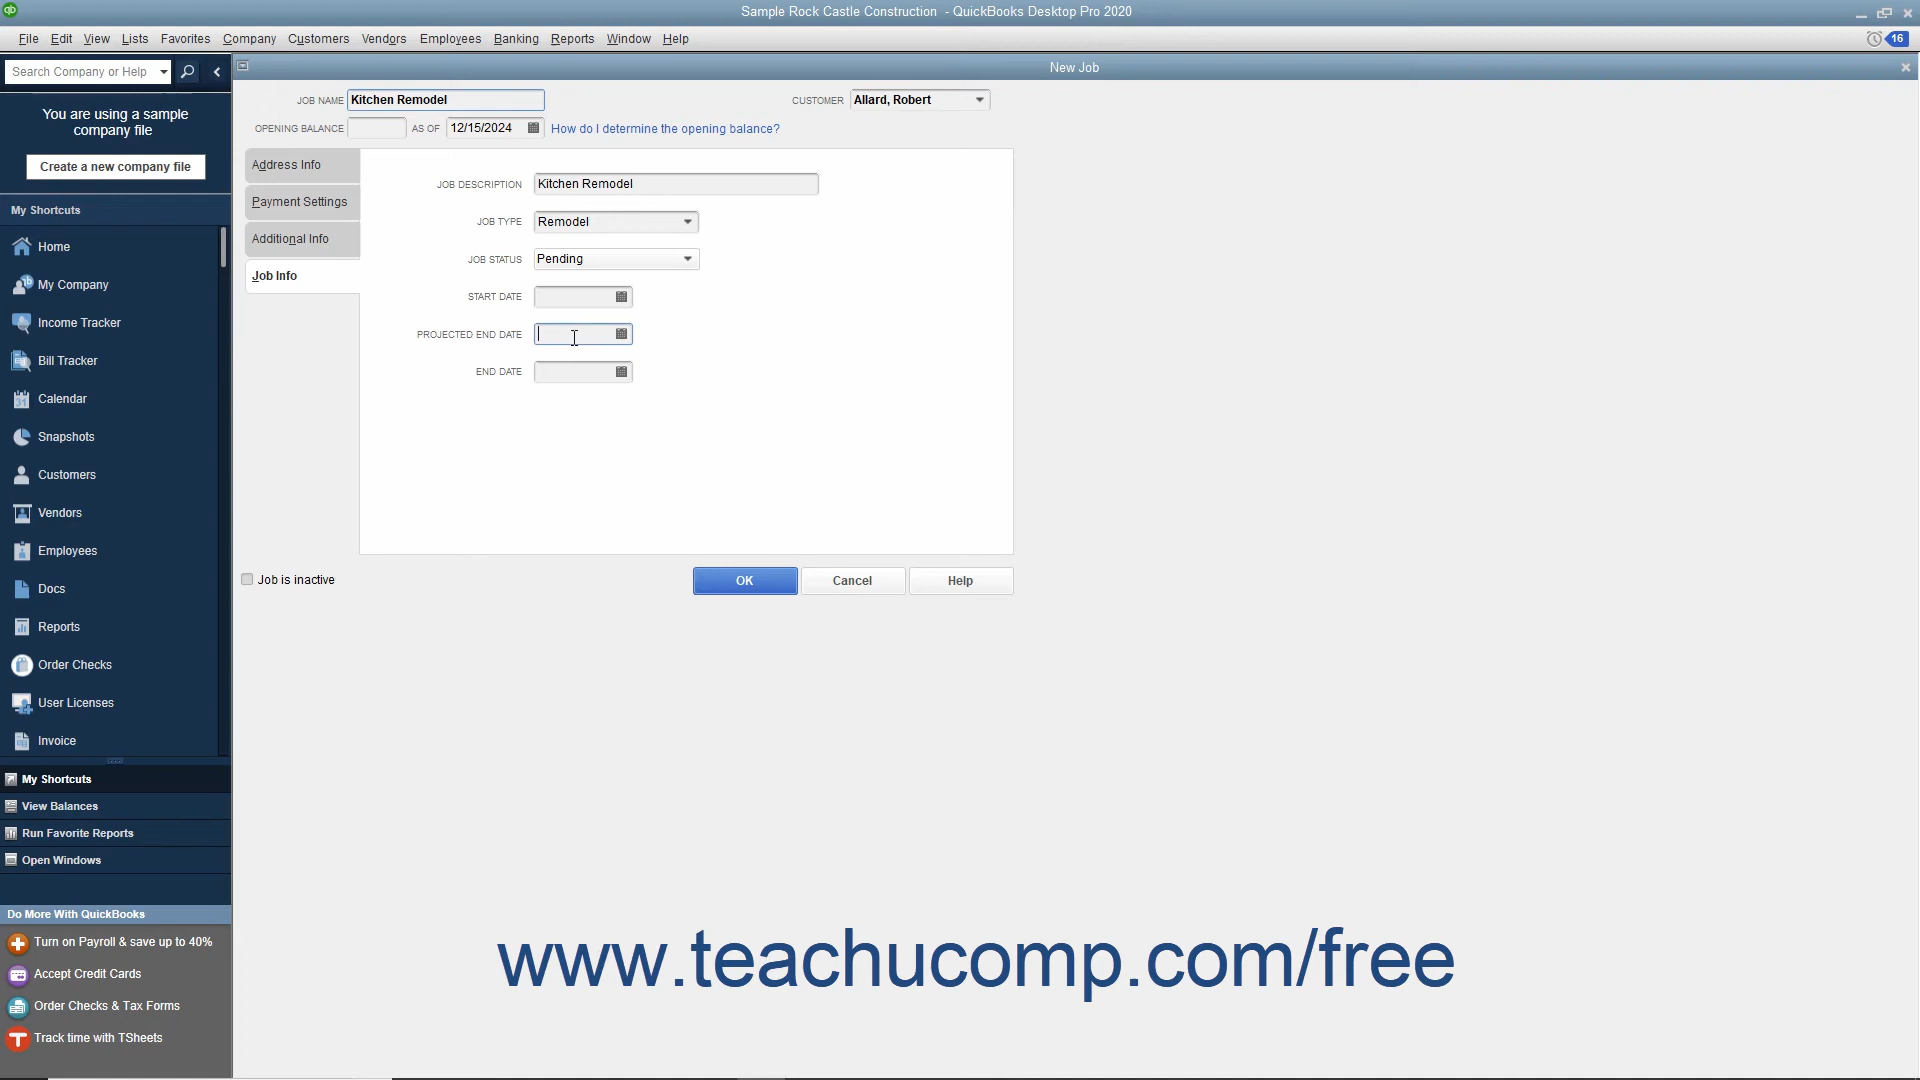 Sample Rock Castle Construction - QuickBooks Desktop Pro 2020
File Edit View Lists Favorites Company Customers Vendors Employees Banking Reports Window Help
16
Search Company or Help
New Job
You are using a sample
company file
Create a new company file
My Shortcuts
Home
My Company
Income Tracker
Bill Tracker
Calendar
Snapshots
Customers
Vendors
Employees
Docs
Reports
Order Checks
User Licenses
Invoice
My Shortcuts
View Balances
Run Favorite Reports
Open Windows
Do More With QuickBooks
Turn on Payroll & save up to 40%
Accept Credit Cards
Order Checks & Tax Forms
Track time with TSheets
JOB NAME Kitchen Remodel
CUSTOMER Allard, Robert
OPENING BALANCE AS OF 12/15/2024 How do I determine the opening balance?
Address Info
Payment Settings
Additional Info
Job Info
JOB DESCRIPTION Kitchen Remodel
JOB TYPE Remodel
JOB STATUS Pending
START DATE
PROJECTED END DATE
END DATE
Job is inactive
OK Cancel Help
www.teachucomp.com/free